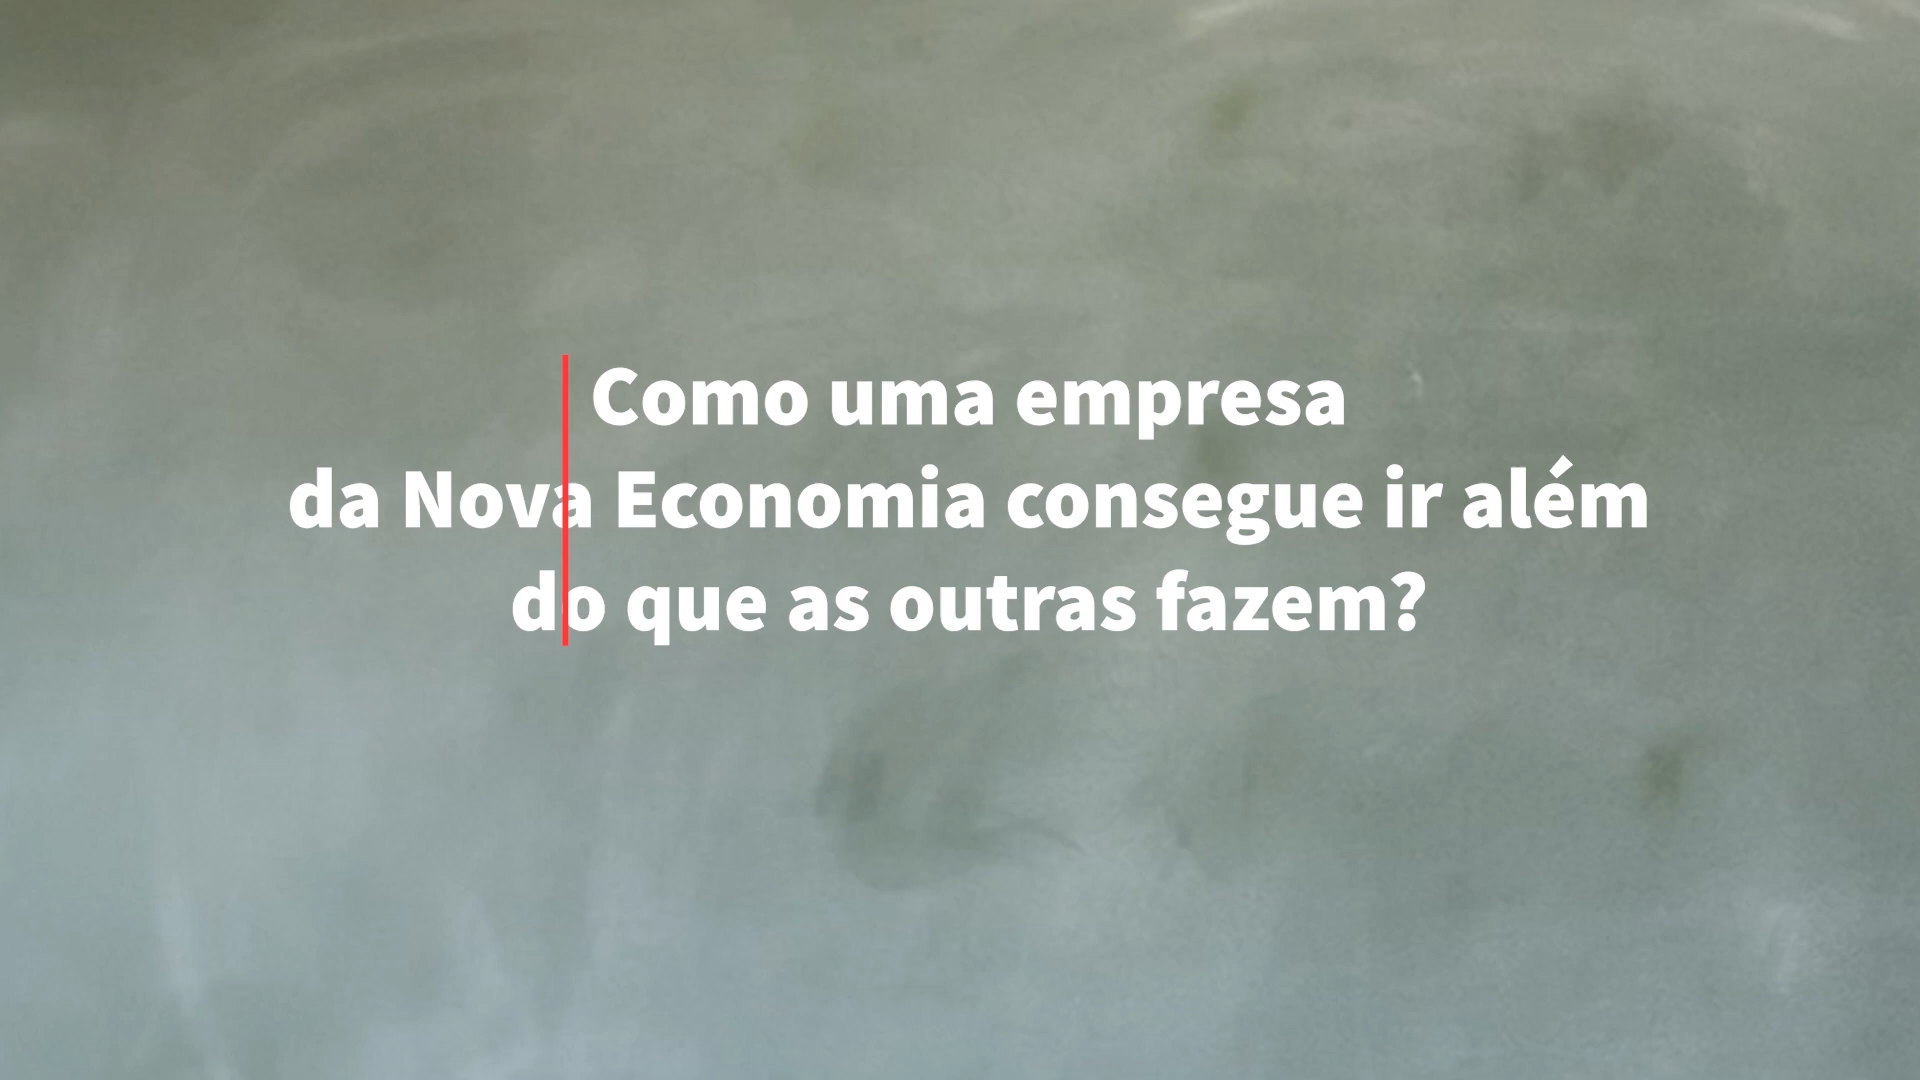 Como uma empresa
da Nova Economia consegue ir além
do que as outras fazem?